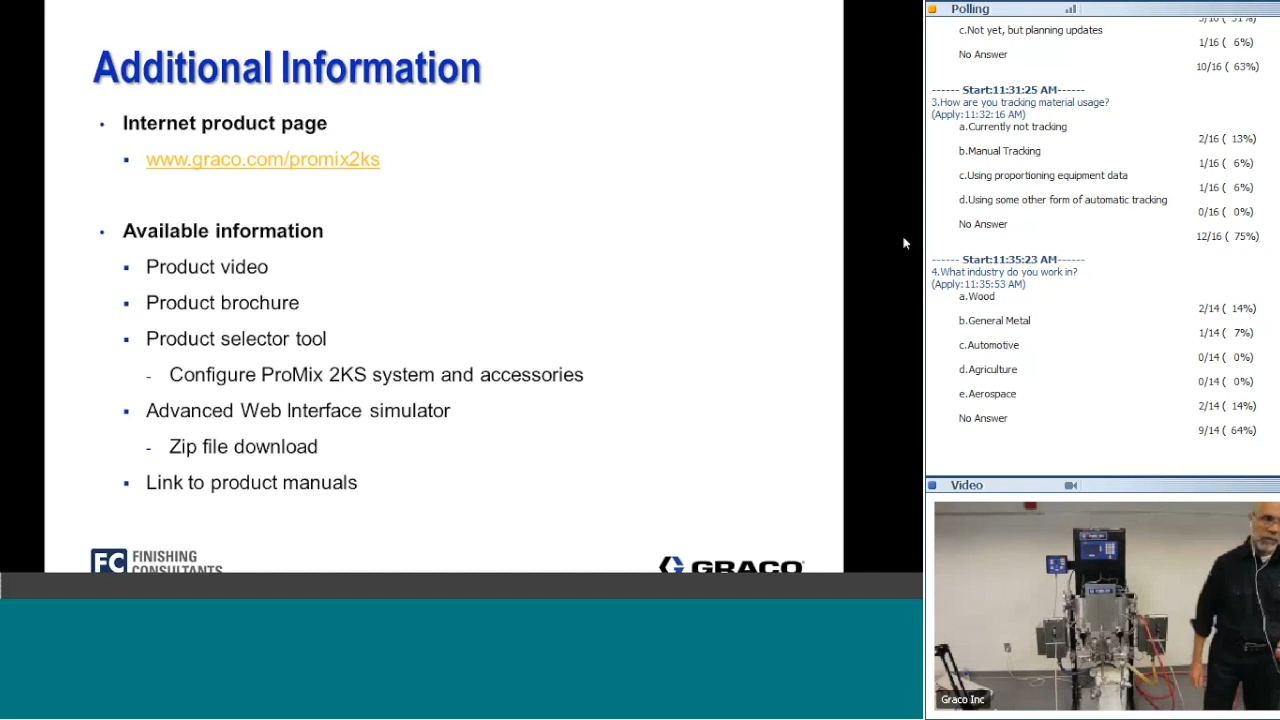 Additional Information
• Internet product page
▪ www.graco.com/promix2ks
• Available information
▪ Product video
▪ Product brochure
▪ Product selector tool
- Configure ProMix 2KS system and accessories
▪ Advanced Web Interface simulator
- Zip file download
▪ Link to product manuals
FC FINISHING
CONSULTANTS
GRACO
Polling
c.Not yet, but planning updates
1/16 ( 6%)
No Answer
10/16 ( 63%)
------ Start:11:31:25 AM------
3.How are you tracking material usage?
(Apply:11:32:16 AM)
a.Currently not tracking
2/16 ( 13%)
b.Manual Tracking
1/16 ( 6%)
c.Using proportioning equipment data
1/16 ( 6%)
d.Using some other form of automatic tracking
0/16 ( 0%)
No Answer
12/16 ( 75%)
------ Start:11:35:23 AM------
4.What industry do you work in?
(Apply:11:35:53 AM)
a.Wood
2/14 ( 14%)
b.General Metal
1/14 ( 7%)
c.Automotive
0/14 ( 0%)
d.Agriculture
0/14 ( 0%)
e.Aerospace
2/14 ( 14%)
No Answer
9/14 ( 64%)
Video
Graco Inc